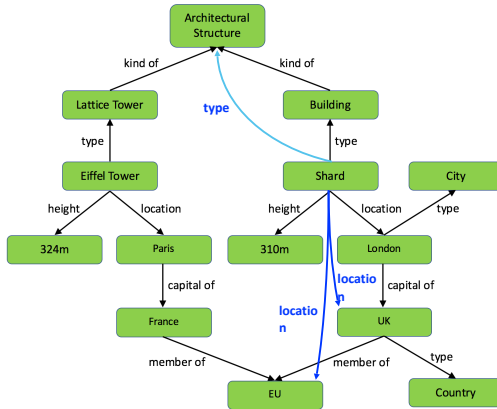 Architectural
Structure
kind of
kind of
Lattice Tower
Building
type
type
type
Eiffel Tower
Shard
City
height
location
height
location
type
324m
Paris
310m
London
capital of
locatio
n
capital of
locatio
n
France
UK
member of
member of
type
EU
Country